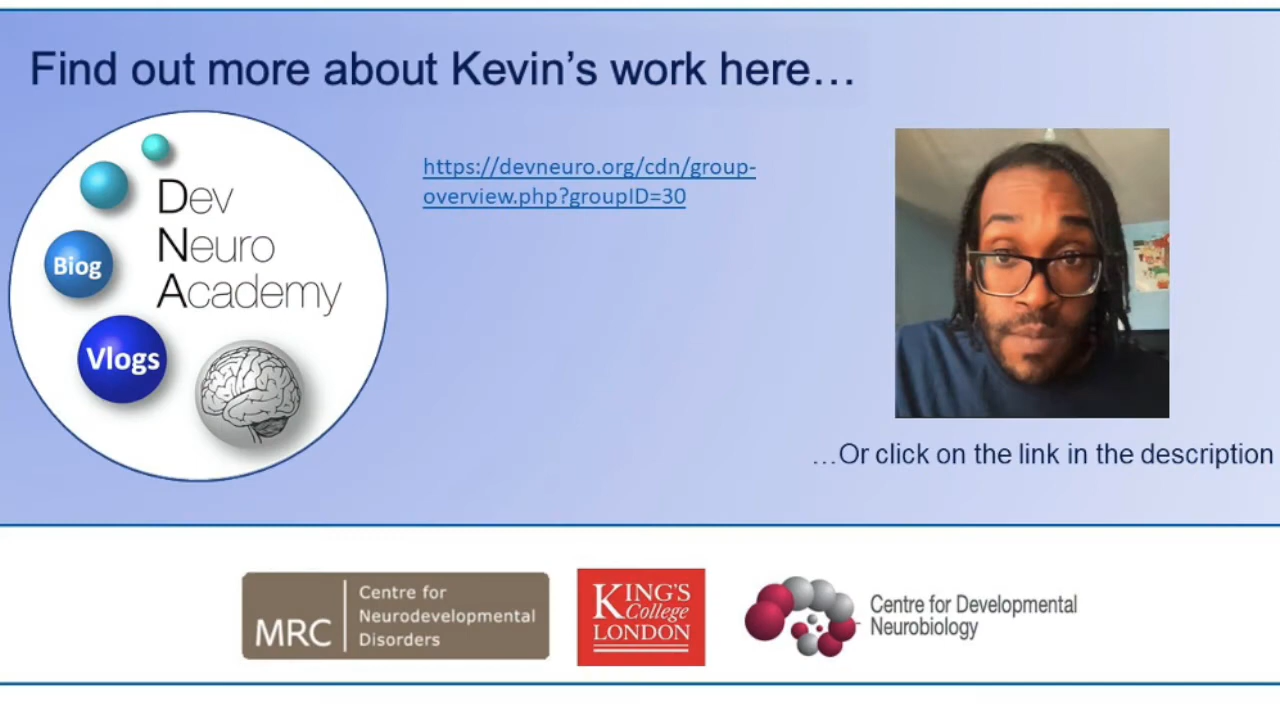 Find out more about Kevin's work here…
Dev
Neuro
Academy
Biog
Vlogs
https://devneuro.org/cdn/group-
overview.php?groupID=30
…Or click on the link in the description
MRC
Centre for
Neurodevelopmental
Disorders
KING'S
College
LONDON
Centre for Developmental
Neurobiology